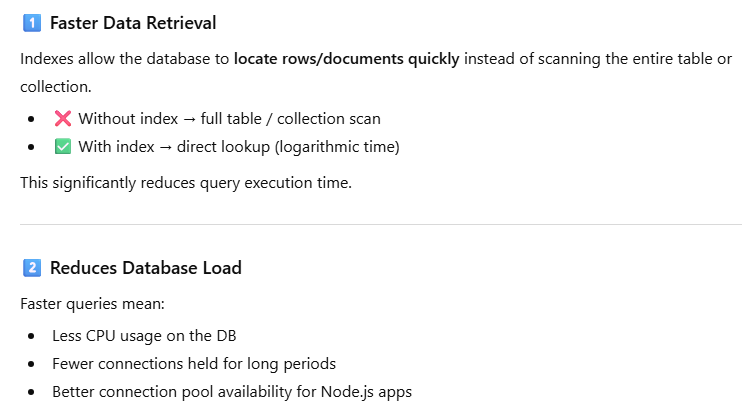 1️⃣ Faster Data Retrieval
Indexes allow the database to locate rows/documents quickly instead of scanning the entire table or
collection.
• ❌ Without index → full table / collection scan
• ✅ With index → direct lookup (logarithmic time)
This significantly reduces query execution time.
2️⃣ Reduces Database Load
Faster queries mean:
• Less CPU usage on the DB
• Fewer connections held for long periods
• Better connection pool availability for Node.js apps